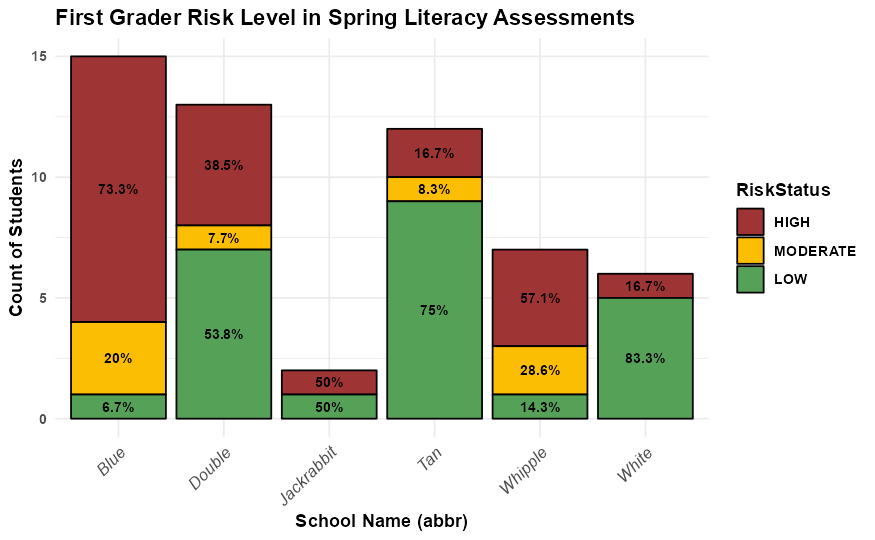 First Grader Risk Level in Spring Literacy Assessments
Count of Students
15
10
5
0
73.3%
20%
6.7%
38.5%
7.7%
53.8%
50%
50%
16.7%
8.3%
75%
57.1%
28.6%
14.3%
16.7%
83.3%
Blue
Double
Jackrabbit
Tan
Whipple
White
School Name (abbr)
RiskStatus
HIGH
MODERATE
LOW